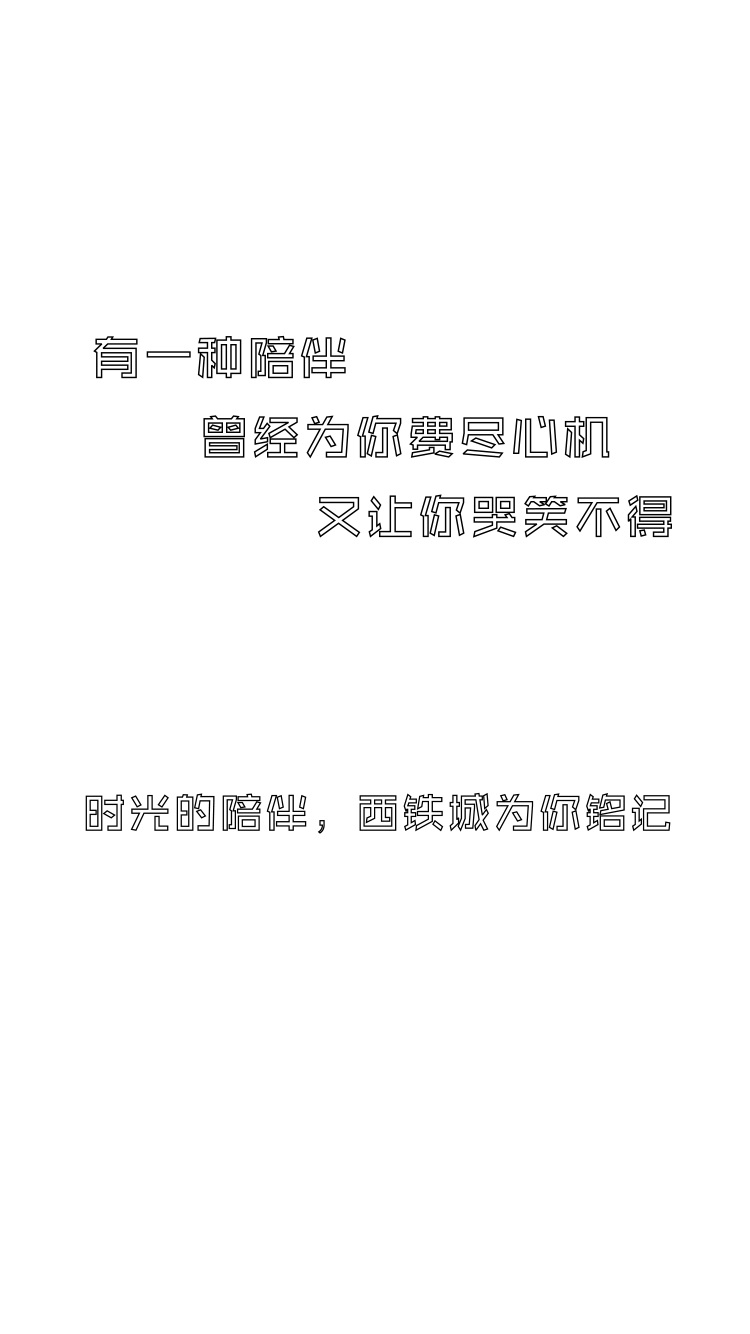 有一种陪伴
曾经为你费尽心机
又让你哭笑不得
时光的陪伴，西铁城为你铭记